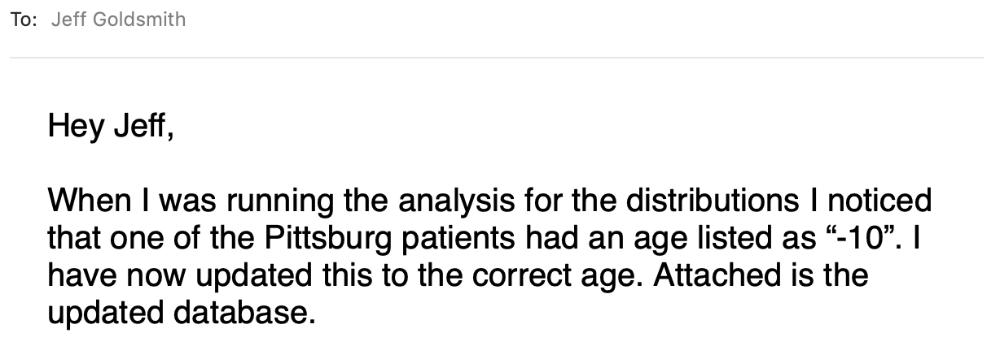 To: Jeff Goldsmith
Hey Jeff,
When I was running the analysis for the distributions I noticed
that one of the Pittsburg patients had an age listed as “-10”. I
have now updated this to the correct age. Attached is the
updated database.